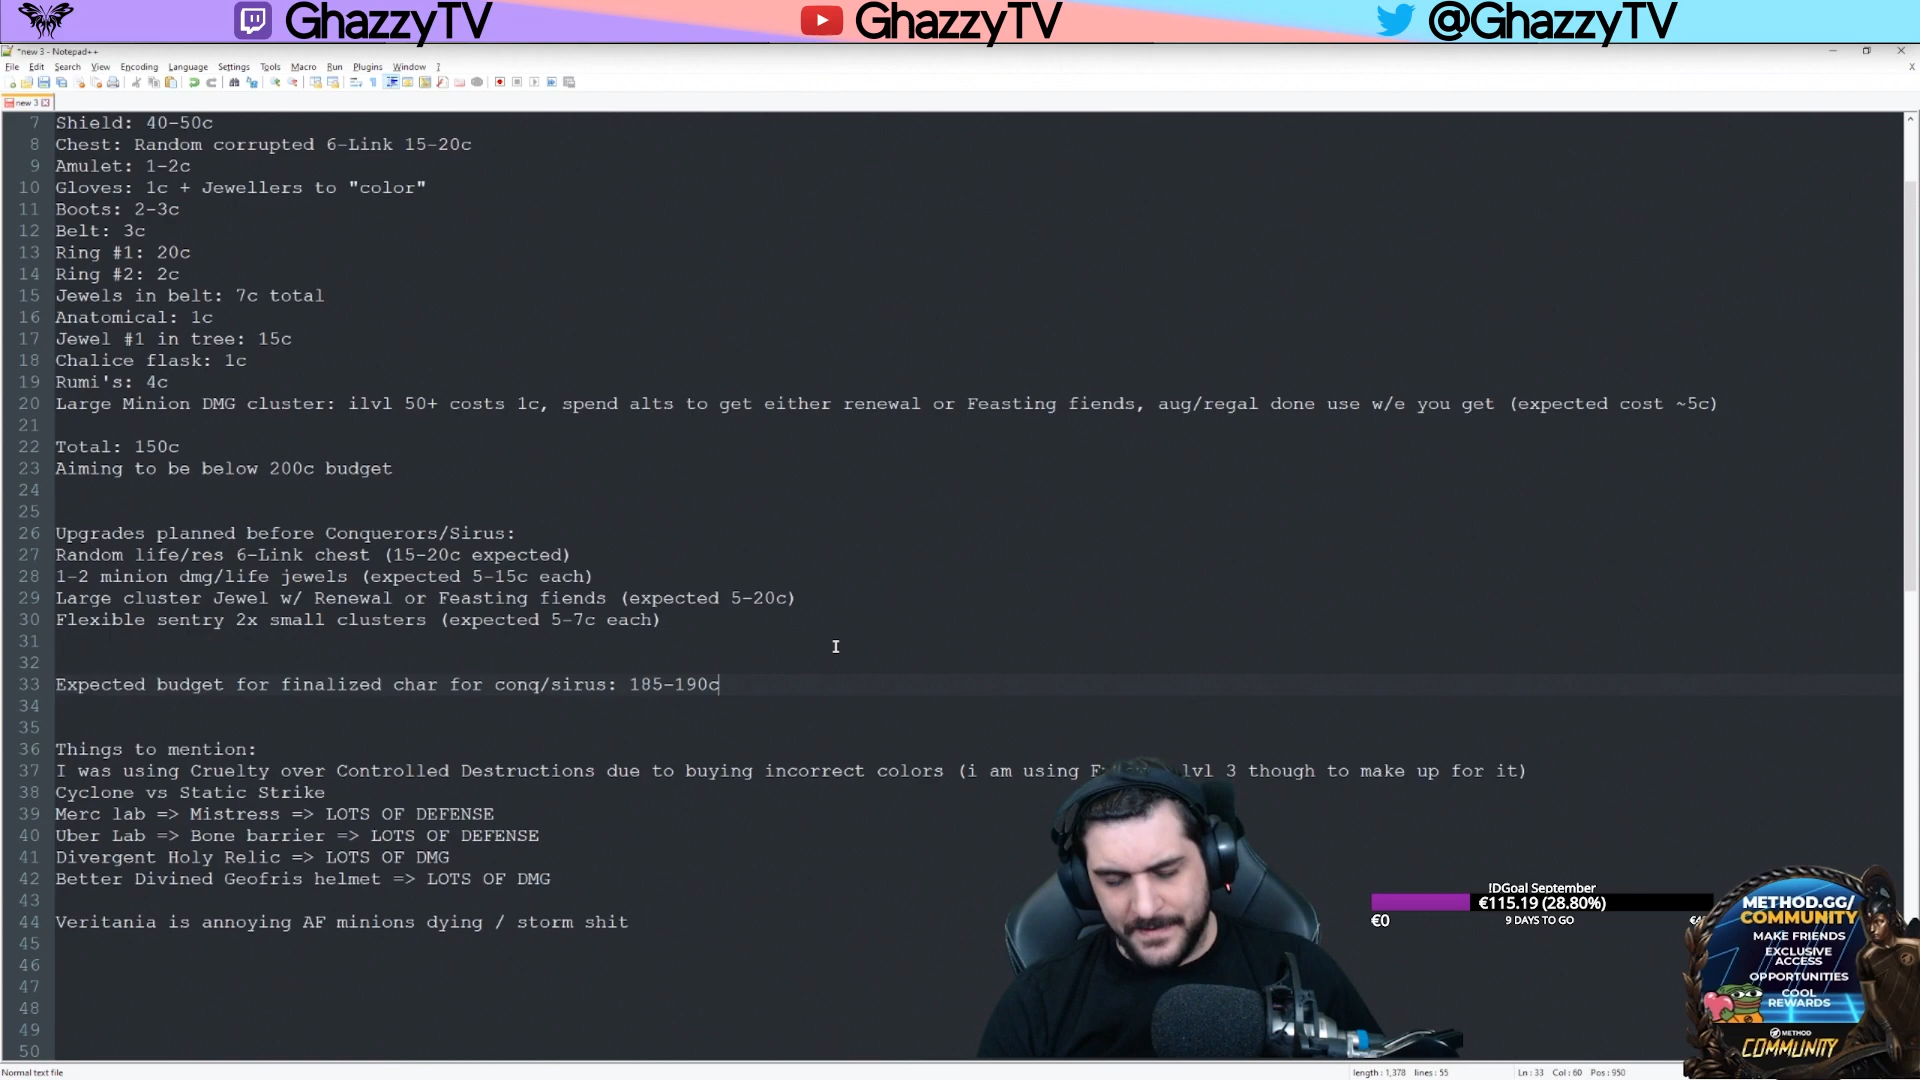 GhazzyTV
GhazzyTV
@GhazzyTV
*new 3 - Notepad++
File Edit Search View Encoding Language Settings Tools Macro Run Plugins Window ?
X
new 3
7 Shield: 40-50c
8 Chest: Random corrupted 6-Link 15-20c
9 Amulet: 1-2c
10 Gloves: 1c + Jewellers to "color"
11 Boots: 2-3c
12 Belt: 3c
13 Ring #1: 20c
14 Ring #2: 2c
15 Jewels in belt: 7c total
16 Anatomical: 1c
17 Jewel #1 in tree: 15c
18 Chalice flask: 1c
19 Rumi's: 4c
20 Large Minion DMG cluster: ilvl 50+ costs 1c, spend alts to get either renewal or Feasting fiends, aug/regal done use w/e you get (expected cost ~5c)
21
22 Total: 150c
23 Aiming to be below 200c budget
24
25
26 Upgrades planned before Conquerors/Sirus:
27 Random life/res 6-Link chest (15-20c expected)
28 1-2 minion dmg/life jewels (expected 5-15c each)
29 Large cluster Jewel w/ Renewal or Feasting fiends (expected 5-20c)
30 Flexible sentry 2x small clusters (expected 5-7c each)
31
32
33 Expected budget for finalized char for conq/sirus: 185-190c
34
35
36 Things to mention:
37 I was using Cruelty over Controlled Destructions due to buying incorrect colors (i am using lvl 3 though to make up for it)
38 Cyclone vs Static Strike
39 Merc lab => Mistress => LOTS OF DEFENSE
40 Uber Lab => Bone barrier => LOTS OF DEFENSE
41 Divergent Holy Relic => LOTS OF DMG
42 Better Divined Geofris helmet => LOTS OF DMG
43
44 Veritania is annoying AF minions dying / storm shit
45
46
47
48
49
50
!DGoal September
€115.19 (28.80%)
€0
9 DAYS TO GO
METHOD.GG/
COMMUNITY
MAKE FRIENDS
EXCLUSIVE
ACCESS
OPPORTUNITIES
COOL
REWARDS
METHOD
COMMUNITY
Normal text file
length : 1,378 lines : 55
Ln : 33 Col : 60 Pos : 950